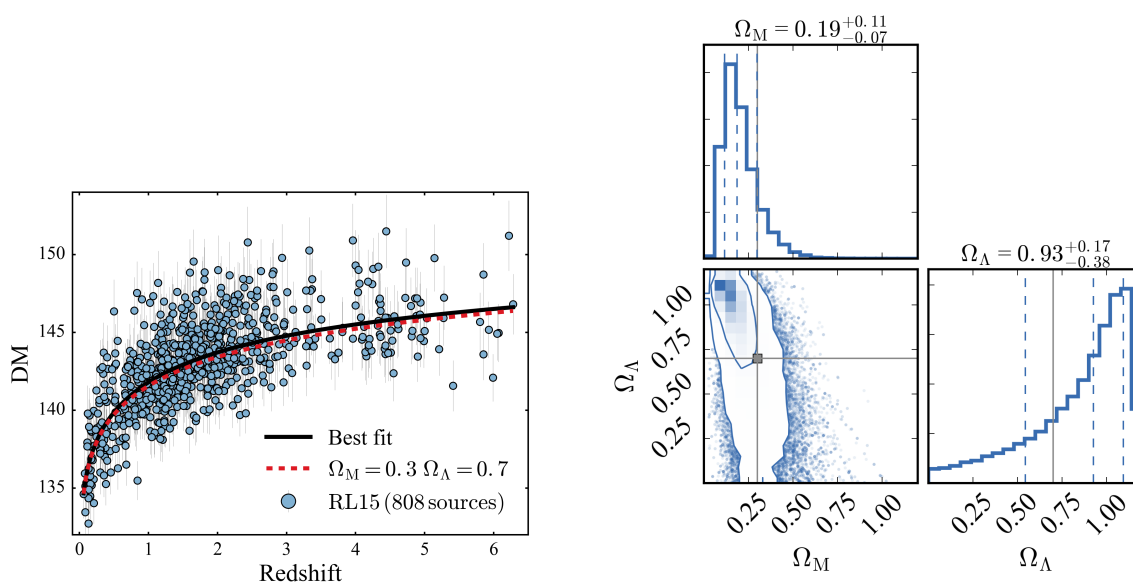 DM
150
145
140
135
Best fit
Ω_M = 0.3 Ω_Λ = 0.7
RL15 (808 sources)
0 1 2 3 4 5 6
Redshift
Ω_M = 0.19^{+0.11}_{-0.07}
Ω_Λ = 0.93^{+0.17}_{-0.38}
Ω_Λ
1.00
0.75
0.50
0.25
0.25 0.50 0.75 1.00
Ω_M
0.25 0.50 0.75 1.00
Ω_Λ